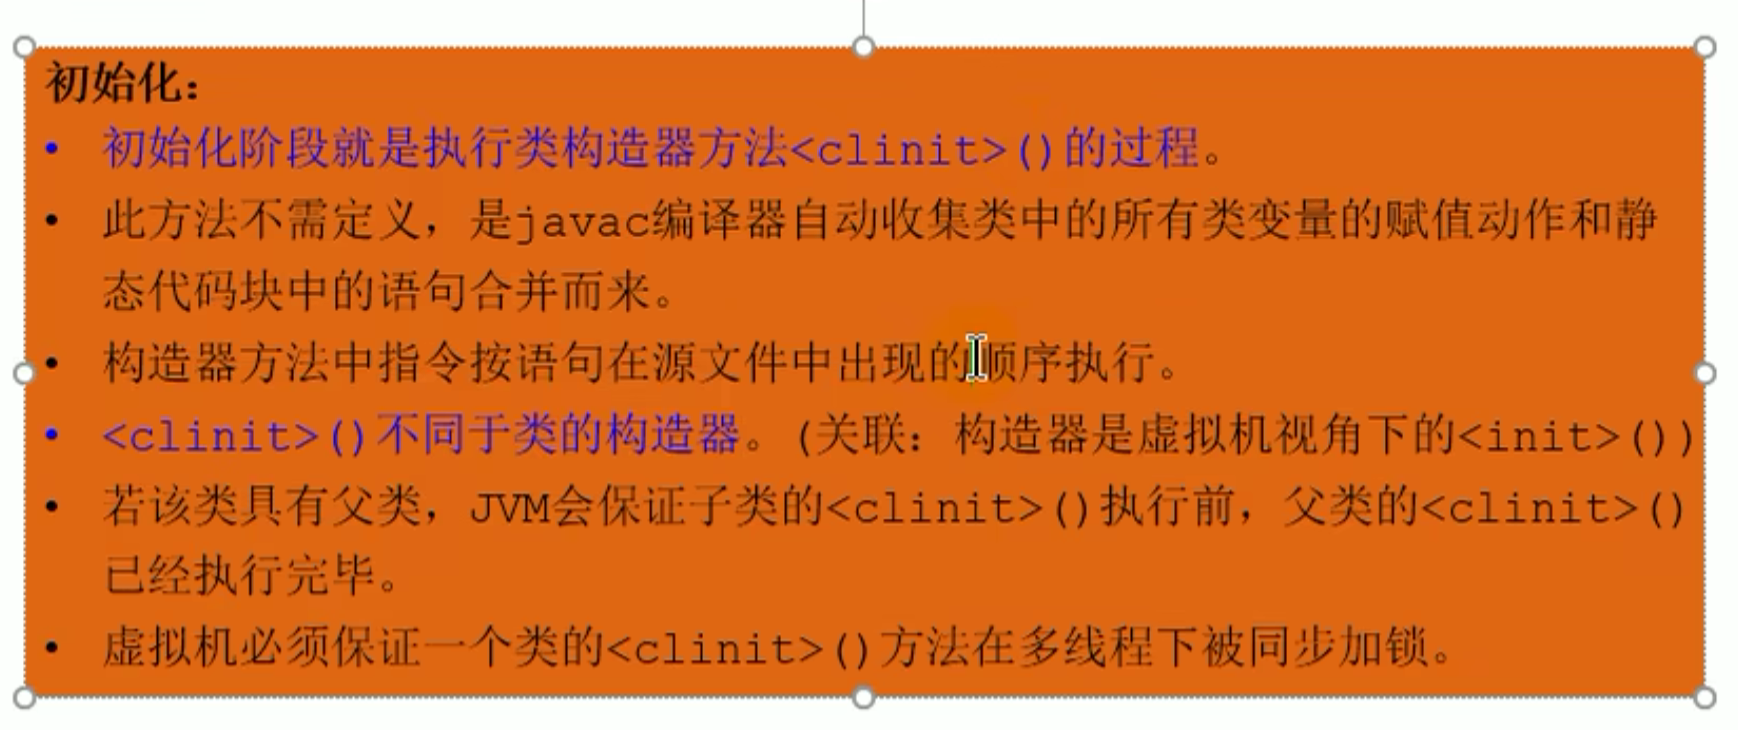 初始化：
• 初始化阶段就是执行类构造器方法<clinit>()的过程。
• 此方法不需定义，是javac编译器自动收集类中的所有类变量的赋值动作和静
态代码块中的语句合并而来。
• 构造器方法中指令按语句在源文件中出现的顺序执行。
• <clinit>()不同于类的构造器。(关联：构造器是虚拟机视角下的<init>())
• 若该类具有父类，JVM会保证子类的<clinit>()执行前，父类的<clinit>()
已经执行完毕。
• 虚拟机必须保证一个类的<clinit>()方法在多线程下被同步加锁。